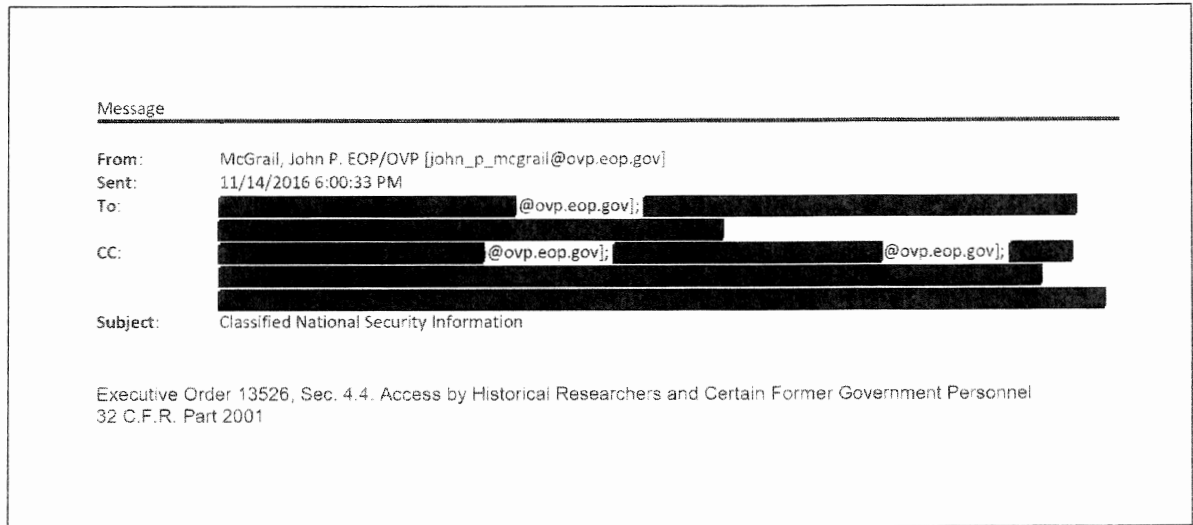 Message
From: McGrail, John P. EOP/OVP [john_p_mcgrail@ovp.eop.gov]
Sent: 11/14/2016 6:00:33 PM
To: @ovp.eop.gov];
CC: @ovp.eop.gov]; @ovp.eop.gov];
Subject: Classified National Security Information
Executive Order 13526, Sec. 4.4. Access by Historical Researchers and Certain Former Government Personnel
32 C.F.R. Part 2001